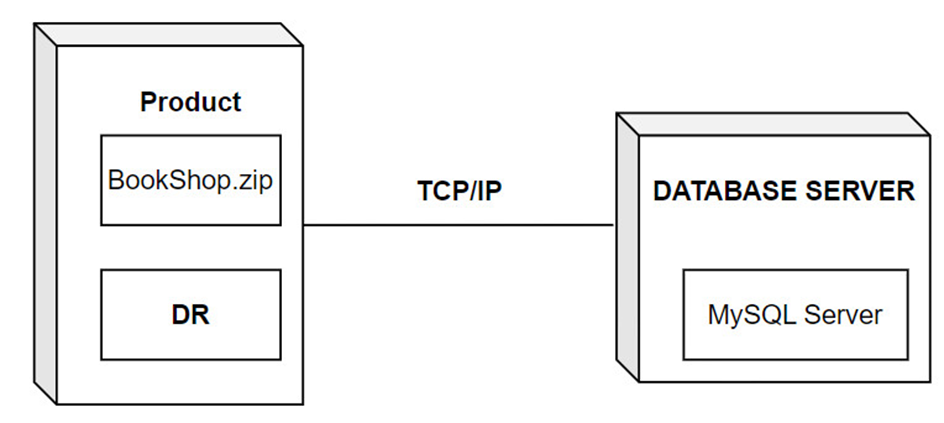 Product
BookShop.zip
DR
TCP/IP
DATABASE SERVER
MySQL Server